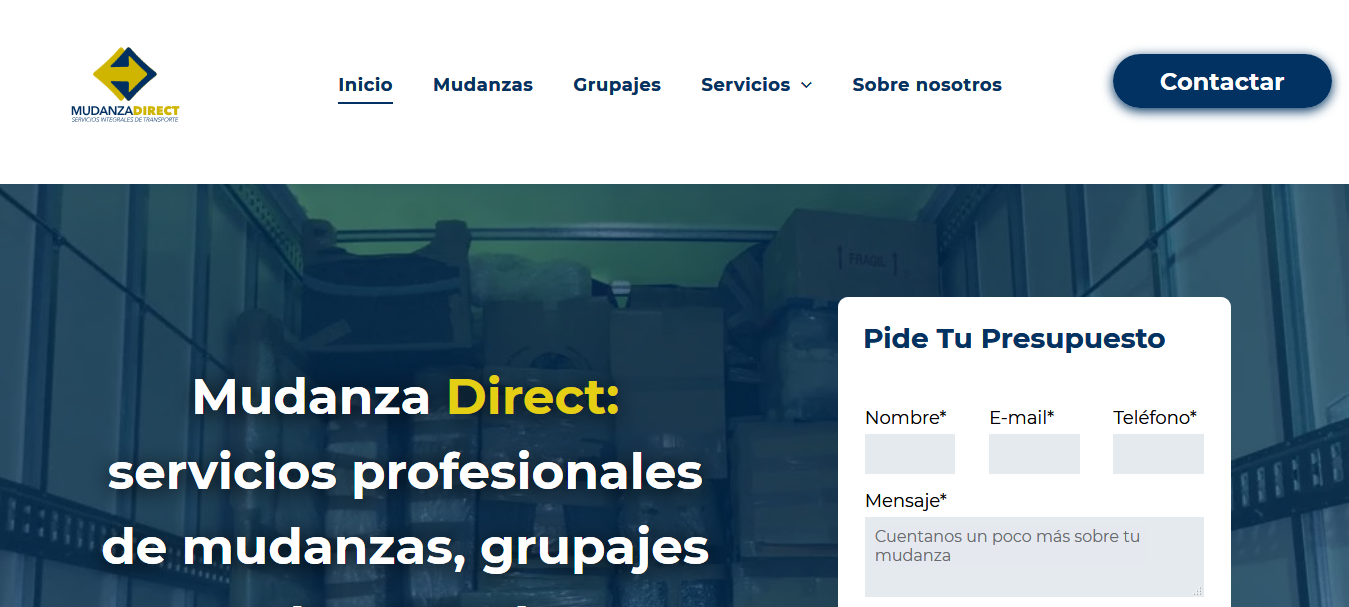 MUDANZADIRECT
SERVICIOS INTEGRALES DE TRANSPORTE
Inicio
Mudanzas
Grupajes
Servicios
Sobre nosotros
Contactar
FRAGIL
Mudanza Direct:
servicios profesionales
de mudanzas, grupajes
Pide Tu Presupuesto
Nombre*
E-mail*
Teléfono*
Mensaje*
Cuentanos un poco más sobre tu
mudanza